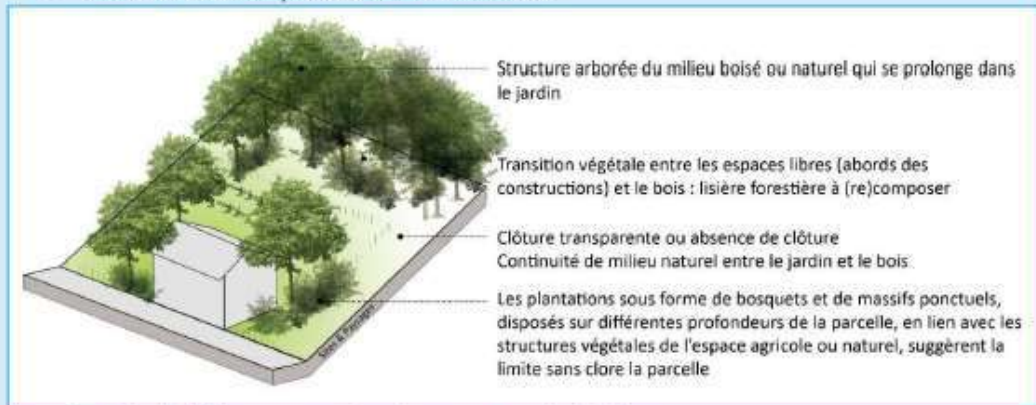 Structure arborée du milieu boisé ou naturel qui se prolonge dans
le jardin
Transition végétale entre les espaces libres (abords des
constructions) et le bois : lisière forestière à (re)composer
Clôture transparente ou absence de clôture
Continuité de milieu naturel entre le jardin et le bois
Les plantations sous forme de bosquets et de massifs ponctuels,
disposés sur différentes profondeurs de la parcelle, en lien avec les
structures végétales de l'espace agricole ou naturel, suggèrent la
limite sans clore la parcelle